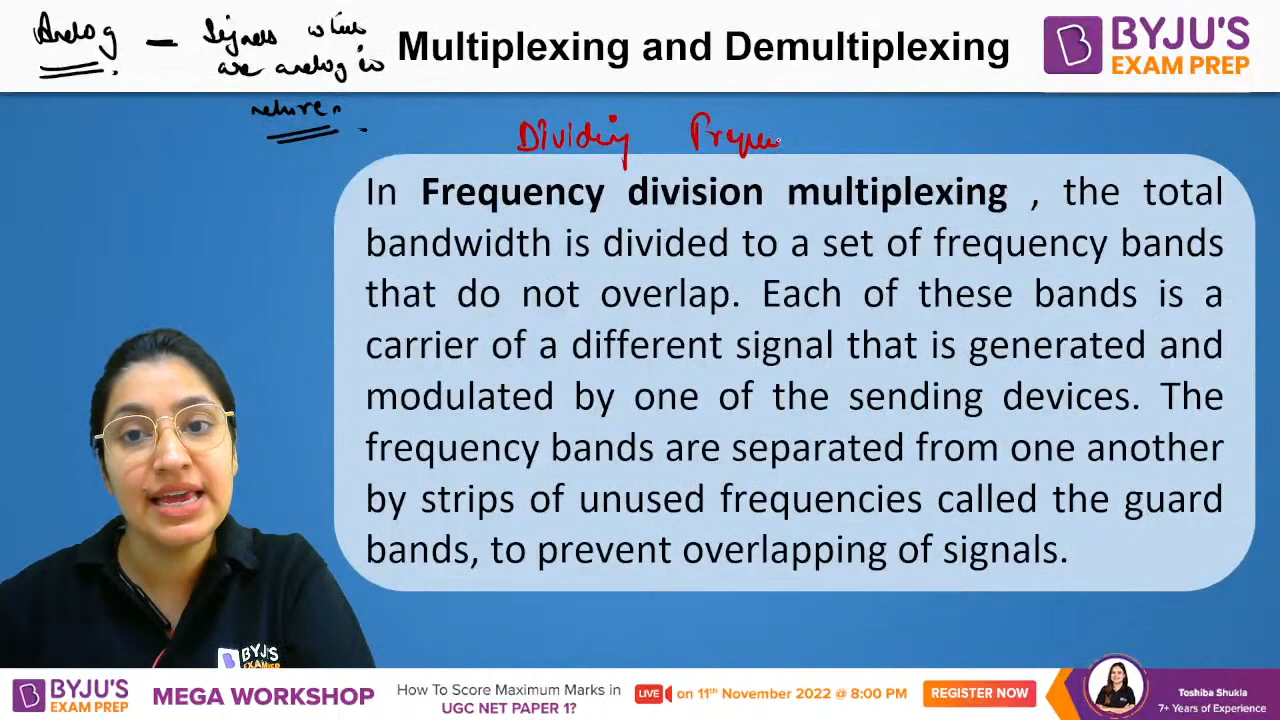 Analog — Signals which
are analog in
nature.
Multiplexing and Demultiplexing
BYJU'S
EXAM PREP
Dividing
In Frequency division multiplexing , the total
bandwidth is divided to a set of frequency bands
that do not overlap. Each of these bands is a
carrier of a different signal that is generated and
modulated by one of the sending devices. The
frequency bands are separated from one another
by strips of unused frequencies called the guard
bands, to prevent overlapping of signals.
BYJU'S
BYJU'S
EXAM PREP
MEGA WORKSHOP
How To Score Maximum Marks in
UGC NET PAPER 1?
LIVE on 11th November 2022 @ 8:00 PM
REGISTER NOW
Toshiba Shukla
7+ Years of Experience